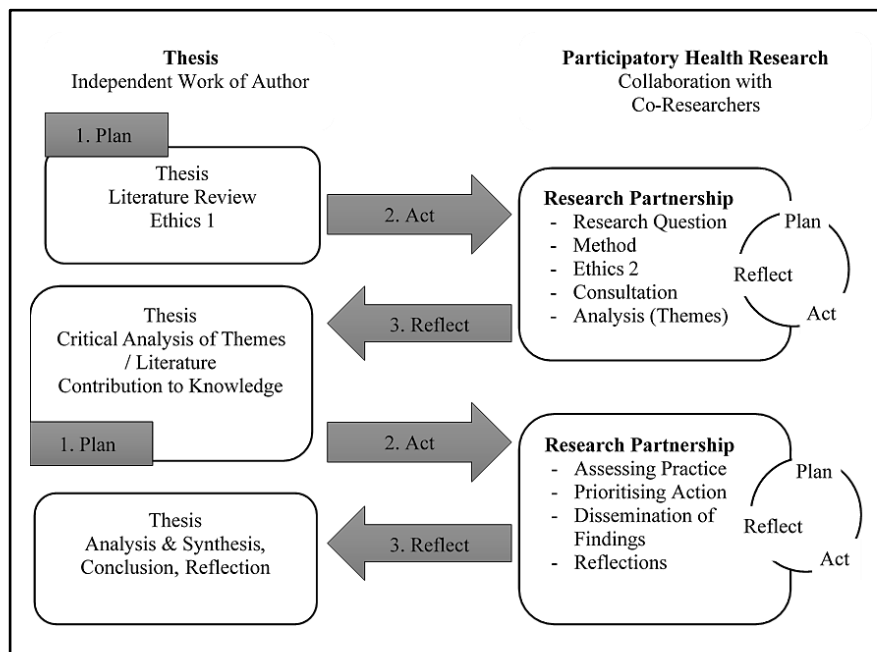 Thesis
Independent Work of Author
Participatory Health Research
Collaboration with
Co-Researchers
1. Plan
Thesis
Literature Review
Ethics 1
2. Act
Research Partnership
- Research Question
- Method
- Ethics 2
- Consultation
- Analysis (Themes)
Plan
Reflect
Act
3. Reflect
Thesis
Critical Analysis of Themes
/ Literature
Contribution to Knowledge
1. Plan
2. Act
Research Partnership
- Assessing Practice
- Prioritising Action
- Dissemination of
Findings
- Reflections
Plan
Reflect
Act
3. Reflect
Thesis
Analysis & Synthesis,
Conclusion, Reflection